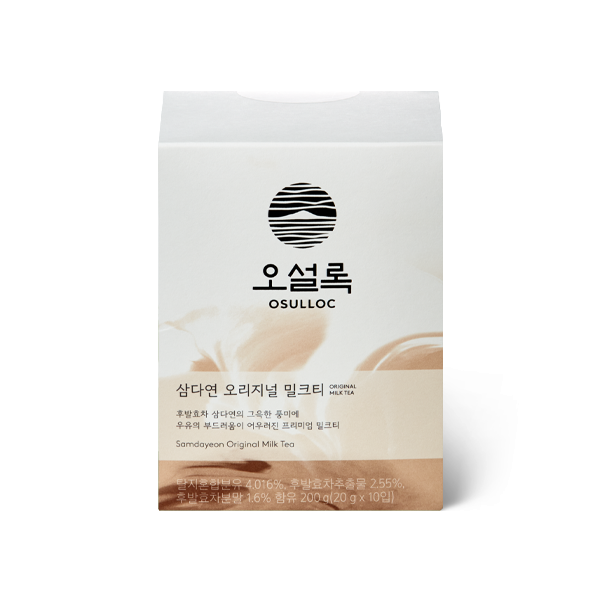 오설록
OSULLOC
삼다연 오리지널 밀크티 ORIGINAL MILK TEA
후발효차 삼다연의 그윽한 풍미에
우유의 부드러움이 어우러진 프리미엄 밀크티
Samdayeon Original Milk Tea
탈지혼합분유 4.016%, 후발효차추출물 2.55%,
후발효차분말 1.6% 함유 200 g(20 g x 10입)